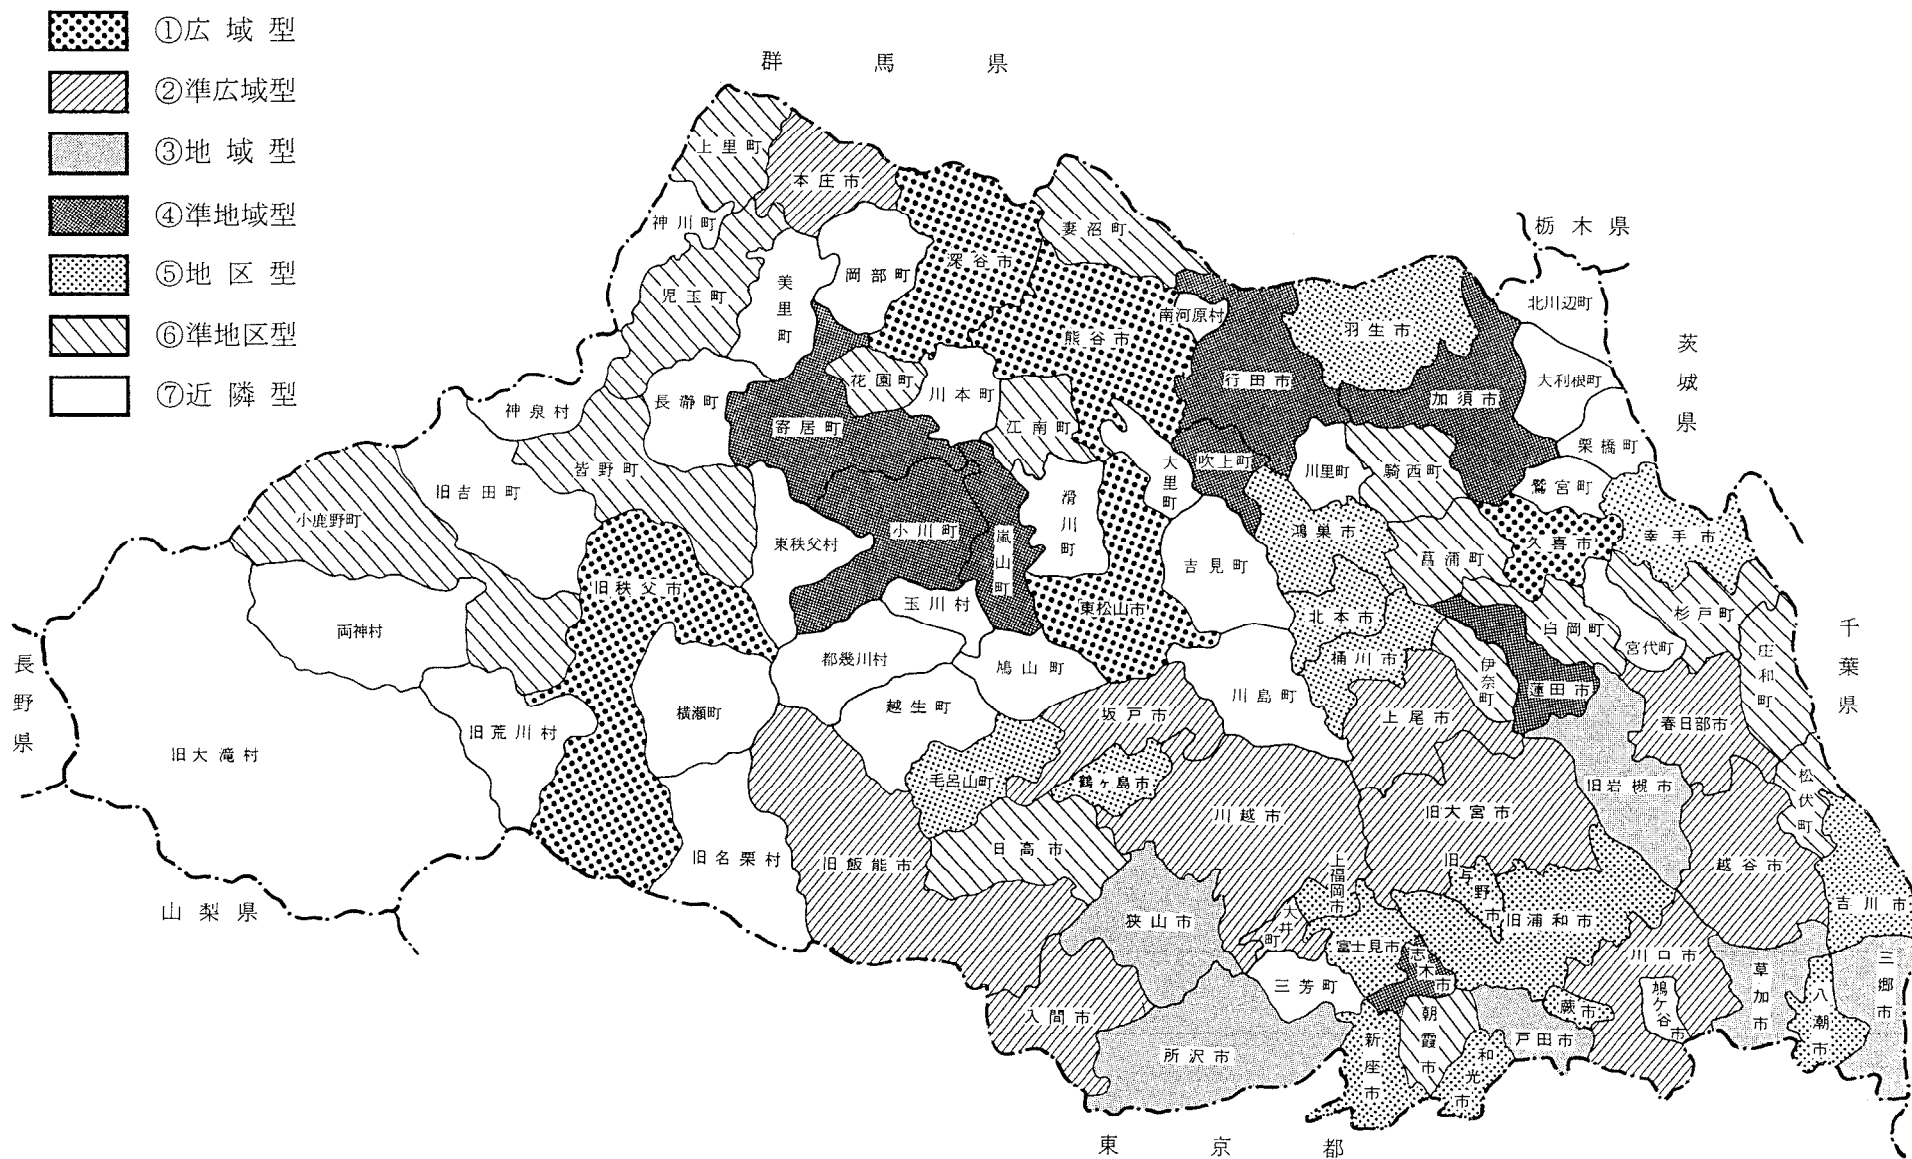 ①広域型
②準広域型
③地域型
④準地域型
⑤地区型
⑥準地区型
⑦近隣型
群馬県
栃木県
茨城県
千葉県
長野県
山梨県
東京都
上里町
本庄市
神川町
妻沼町
深谷市
岡部町
美里町
児玉町
南河原村
熊谷市
羽生市
北川辺町
行田市
加須市
大利根町
花園町
川本町
長瀞町
神泉村
寄居町
江南町
栗橋町
皆野町
大里町
吹上町
川里町
騎西町
鷲宮町
旧吉田町
小鹿野町
滑川町
鴻巣市
久喜市
幸手市
東秩父村
小川町
嵐山町
吉見町
菖蒲町
旧秩父市
玉川村
東松山市
北本市
白岡町
杉戸町
宮代町
両神村
都幾川村
鳩山町
桶川市
伊奈町
庄和町
蓮田市
横瀬町
越生町
坂戸市
川島町
上尾市
春日部市
旧荒川村
旧大滝村
毛呂山町
鶴ヶ島市
旧岩槻市
松伏町
川越市
旧大宮市
旧名栗村
旧飯能市
日高市
上福岡市
旧与野市
越谷市
吉川市
狭山市
大井町
富士見市
志木市
旧浦和市
川口市
草加市
三郷市
三芳町
入間市
朝霞市
蕨市
鳩ケ谷市
八潮市
所沢市
新座市
和光市
戸田市